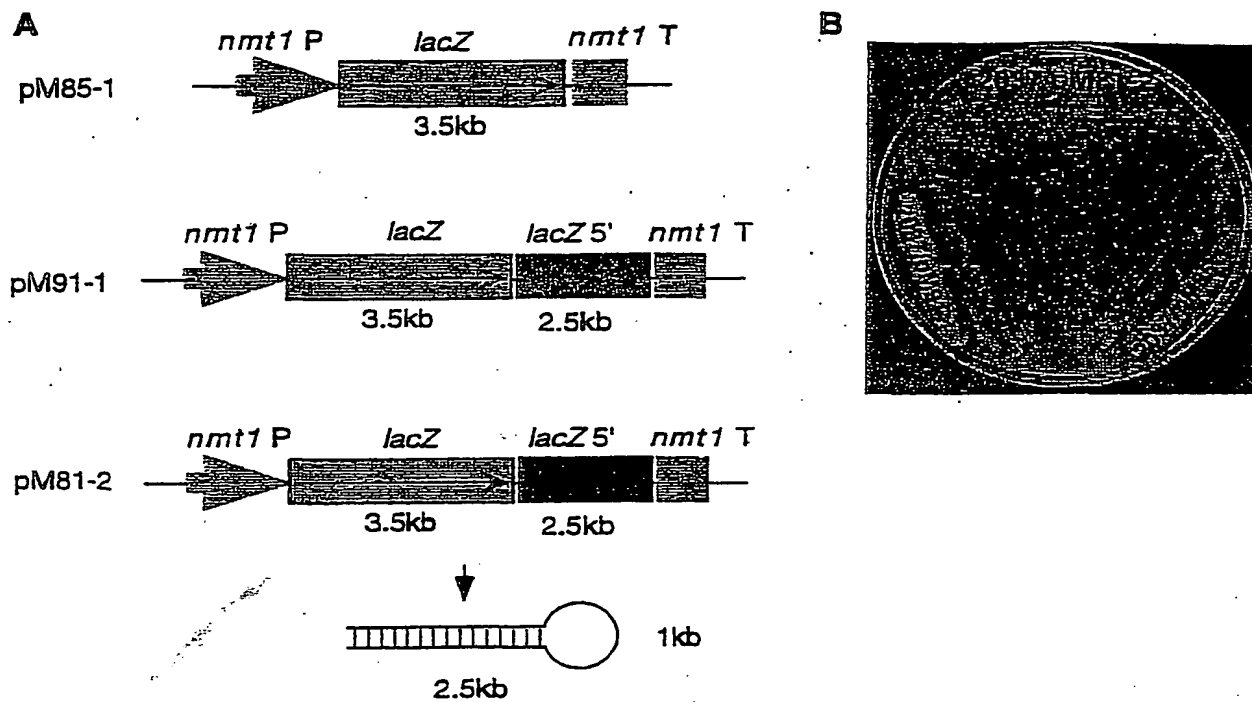 A
nmt1 P lacZ nmt1 T
pM85-1
3.5kb
nmt1 P lacZ lacZ 5' nmt1 T
pM91-1
3.5kb 2.5kb
nmt1 P lacZ lacZ 5' nmt1 T
pM81-2
3.5kb 2.5kb
1kb
2.5kb
B